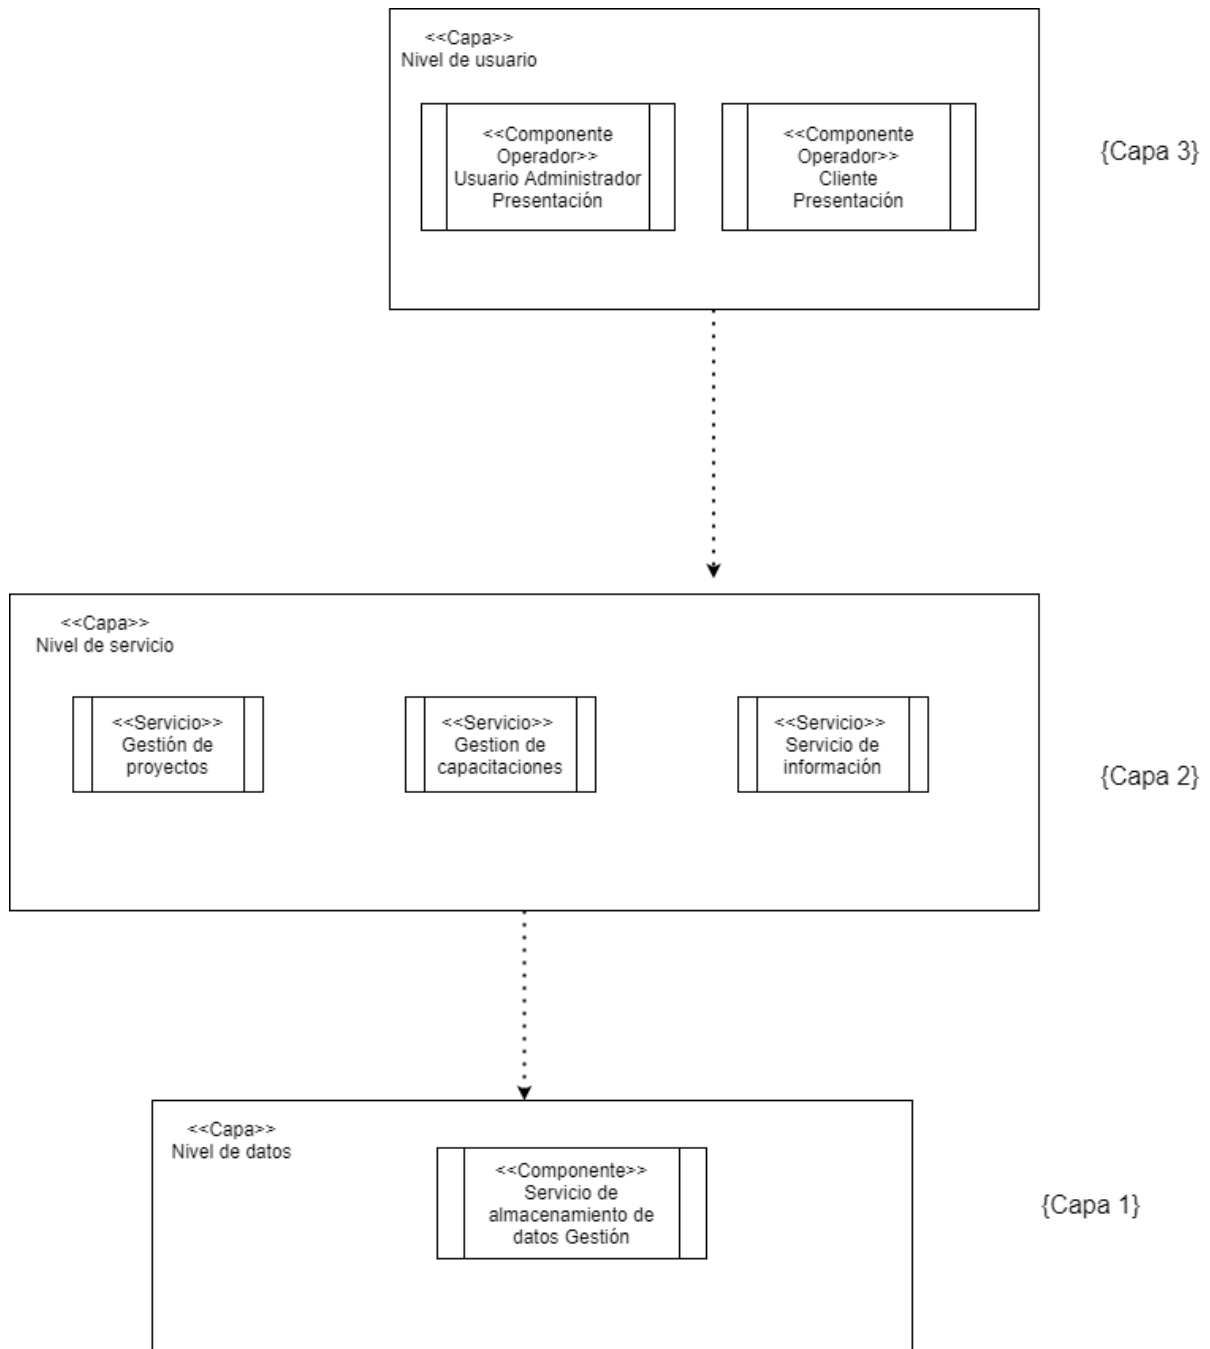 <<Capa>>
Nivel de usuario
<<Componente
Operador>>
Usuario Administrador
Presentación
<<Componente
Operador>>
Cliente
Presentación
{Capa 3}
<<Capa>>
Nivel de servicio
<<Servicio>>
Gestión de
proyectos
<<Servicio>>
Gestion de
capacitaciones
<<Servicio>>
Servicio de
información
{Capa 2}
<<Capa>>
Nivel de datos
<<Componente>>
Servicio de
almacenamiento de
datos Gestión
{Capa 1}